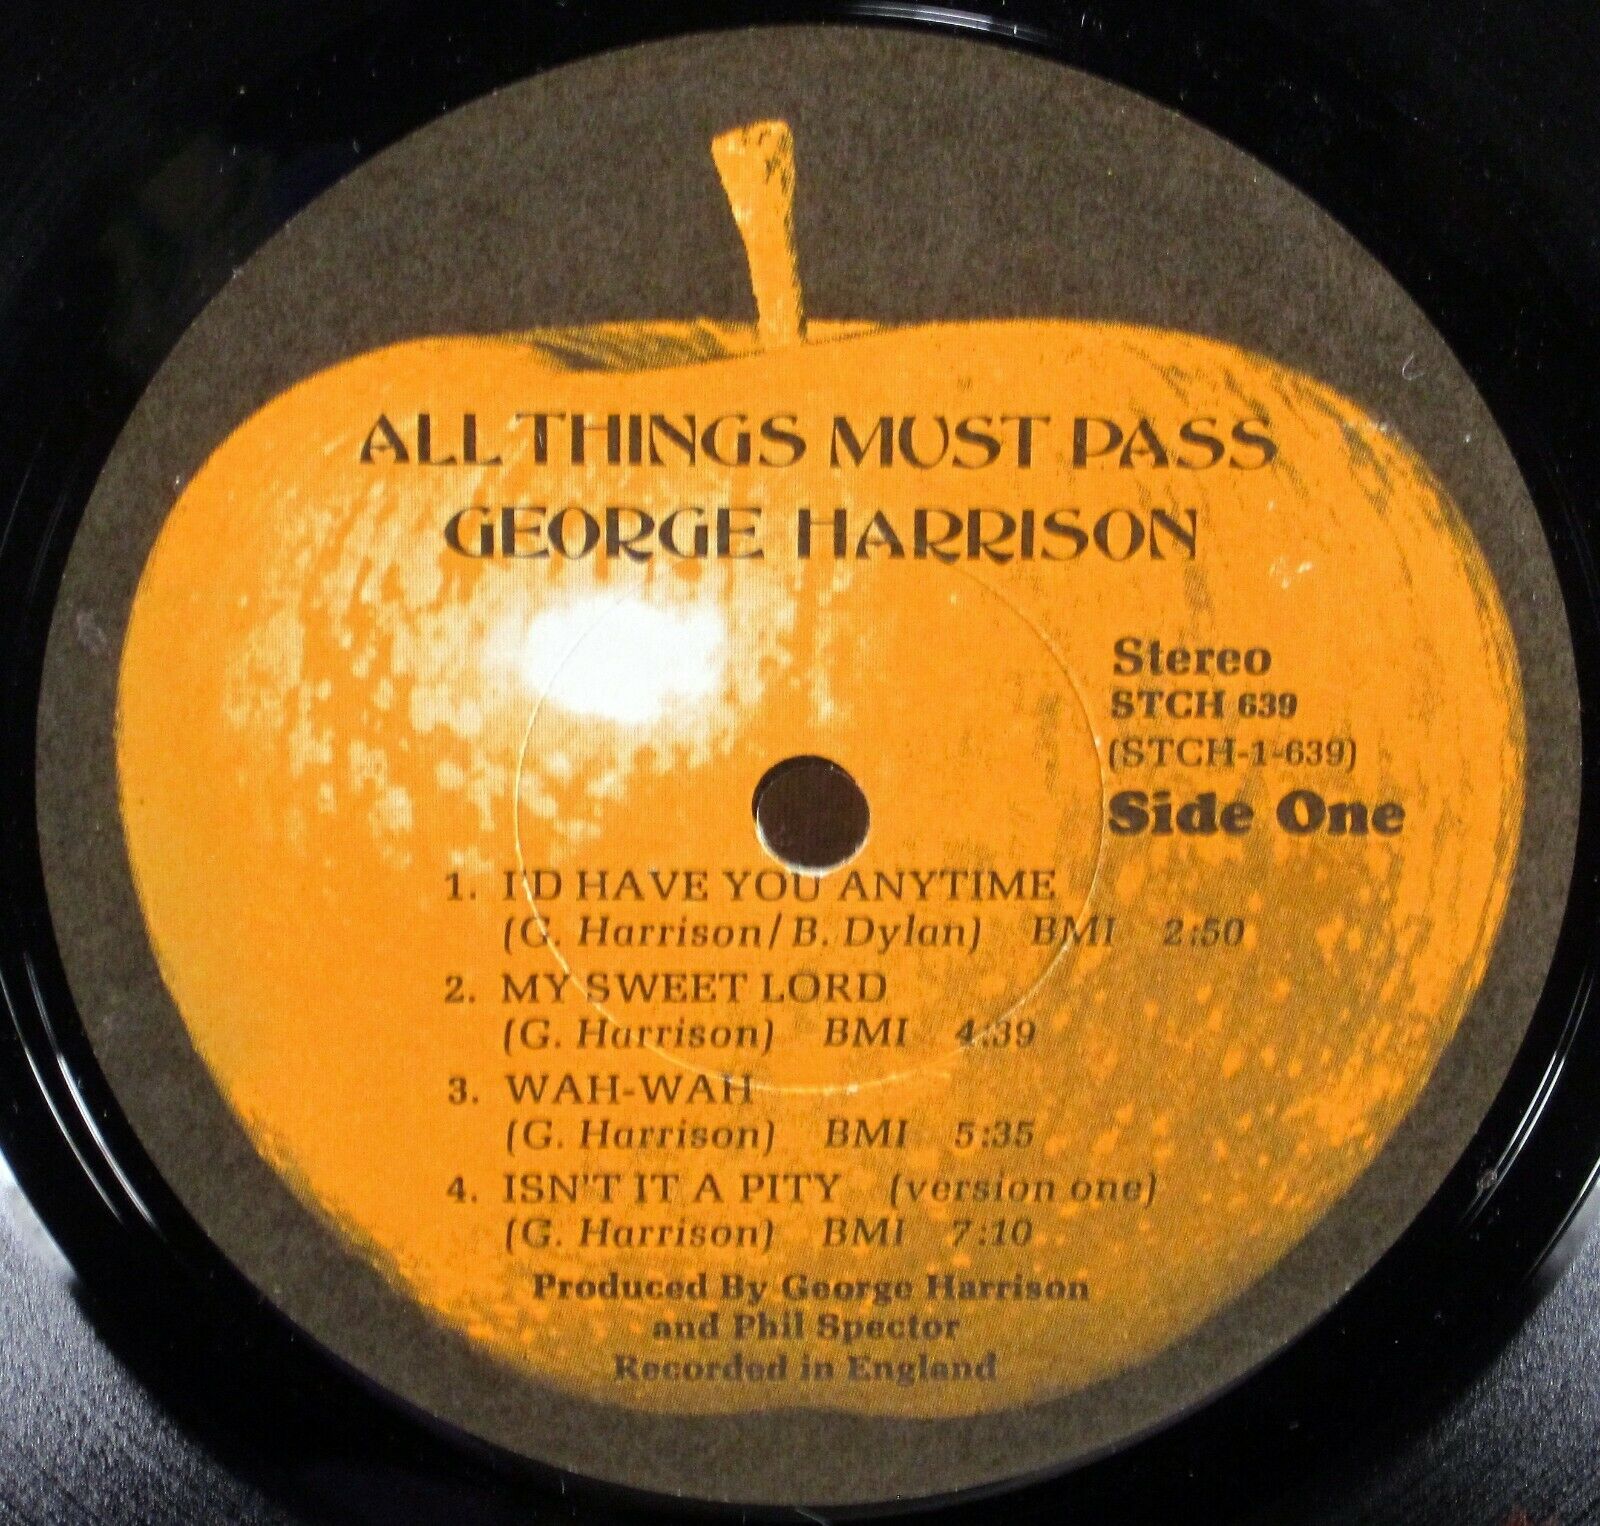 ALL THINGS MUST PASS
GEORGE HARRISON
Stereo
STCH 639
(STCH-1-639)
Side One
1. I'D HAVE YOU ANYTIME
(G. Harrison/B. Dylan) BMI 2:50
2. MY SWEET LORD
(G. Harrison) BMI 4:39
3. WAH-WAH
(G. Harrison) BMI 5:35
4. ISN'T IT A PITY (version one)
(G. Harrison) BMI 7:10
Produced By George Harrison
and Phil Spector
Recorded in England